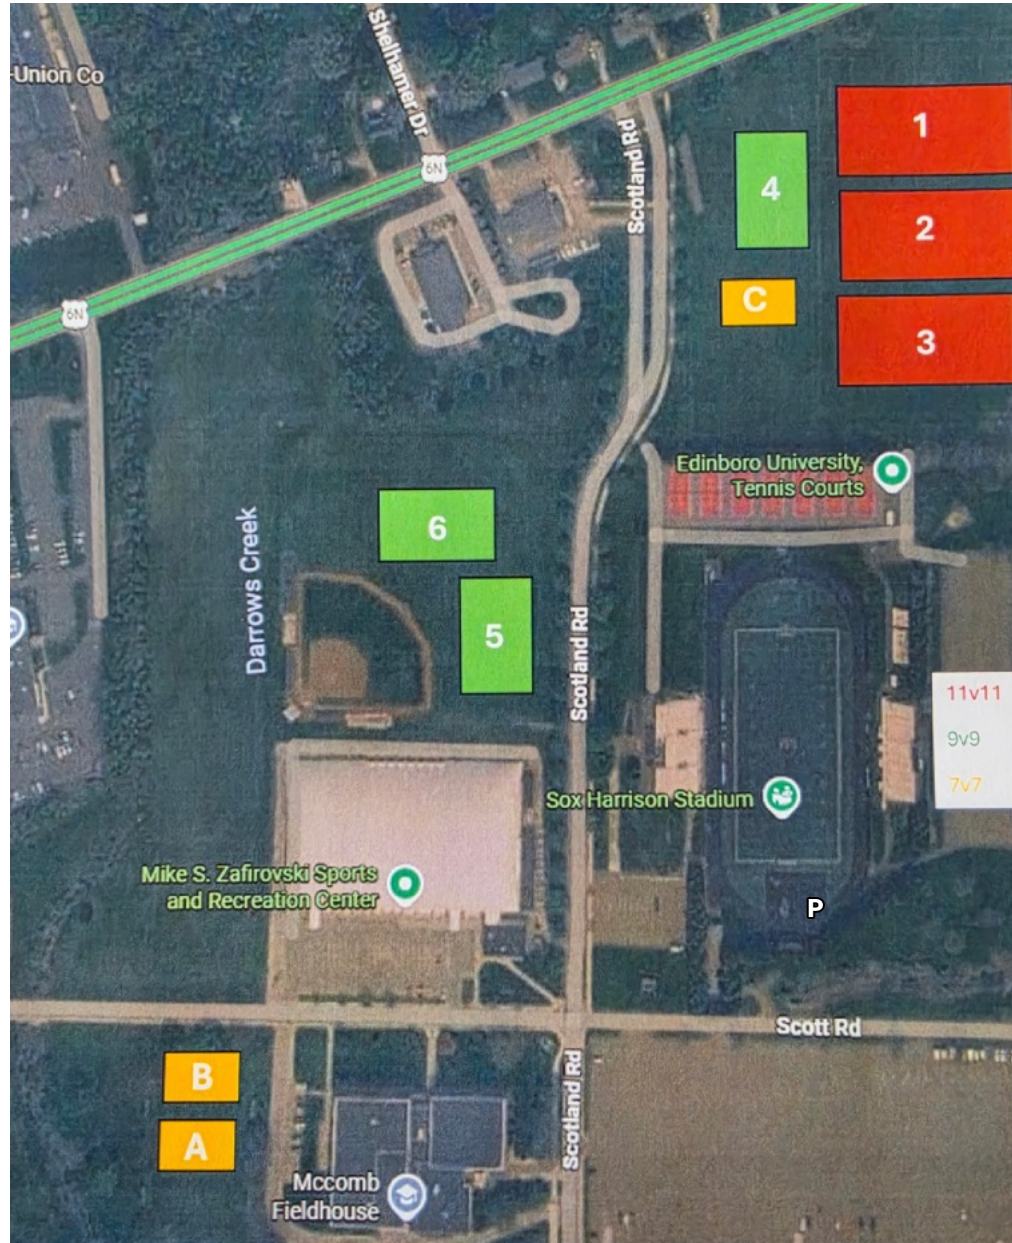 -Union Co
Shelhamer Dr
6N
6N
Scotland Rd
1
4
2
C
3
Edinboro University,
Tennis Courts
6
Darrows Creek
5
Scotland Rd
11v11
9v9
7v7
Sox Harrison Stadium
Mike S. Zafirovski Sports
and Recreation Center
P
Scott Rd
B
Scotland Rd
A
Mccomb
Fieldhouse